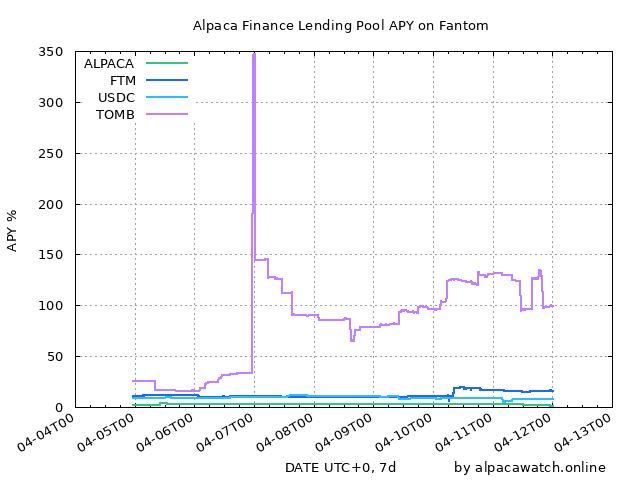 Alpaca Finance Lending Pool APY on Fantom
350
300
250
200
150
100
50
0
APY %
ALPACA
FTM
USDC
TOMB
04-04T00
04-05T00
04-06T00
04-07T00
04-08T00
04-09T00
04-10T00
04-11T00
04-12T00
04-13T00
DATE UTC+0, 7d
by alpacawatch.online